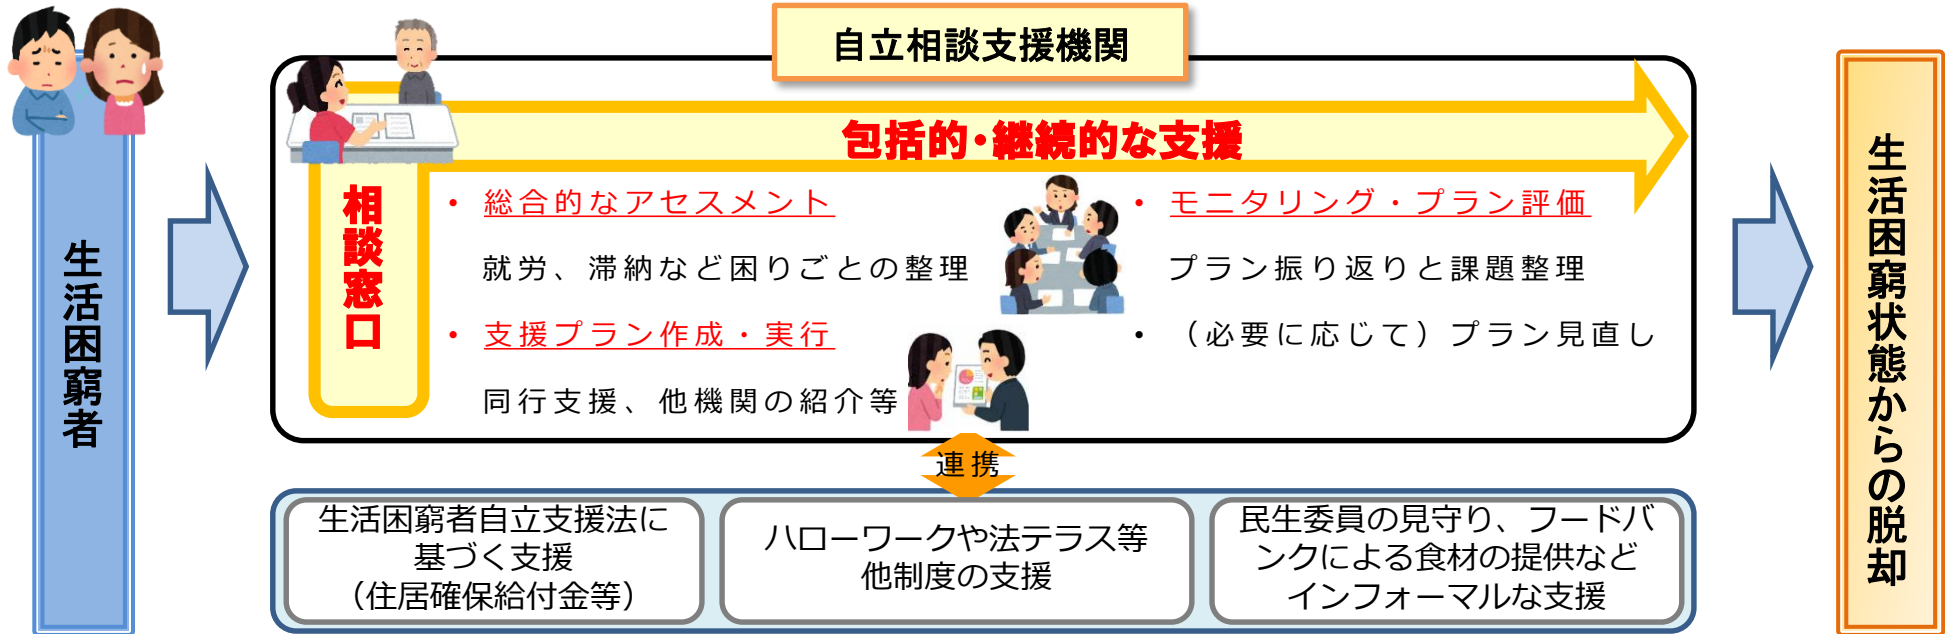 生活困窮者
自立相談支援機関
包括的・継続的な支援
相談窓口
• 総合的なアセスメント
就労、滞納など困りごとの整理
• 支援プラン作成・実行
同行支援、他機関の紹介等
• モニタリング・プラン評価
プラン振り返りと課題整理
• （必要に応じて）プラン見直し
連携
生活困窮者自立支援法に
基づく支援
（住居確保給付金等）
ハローワークや法テラス等
他制度の支援
民生委員の見守り、フードバ
ンクによる食材の提供など
インフォーマルな支援
生活困窮状態からの脱却